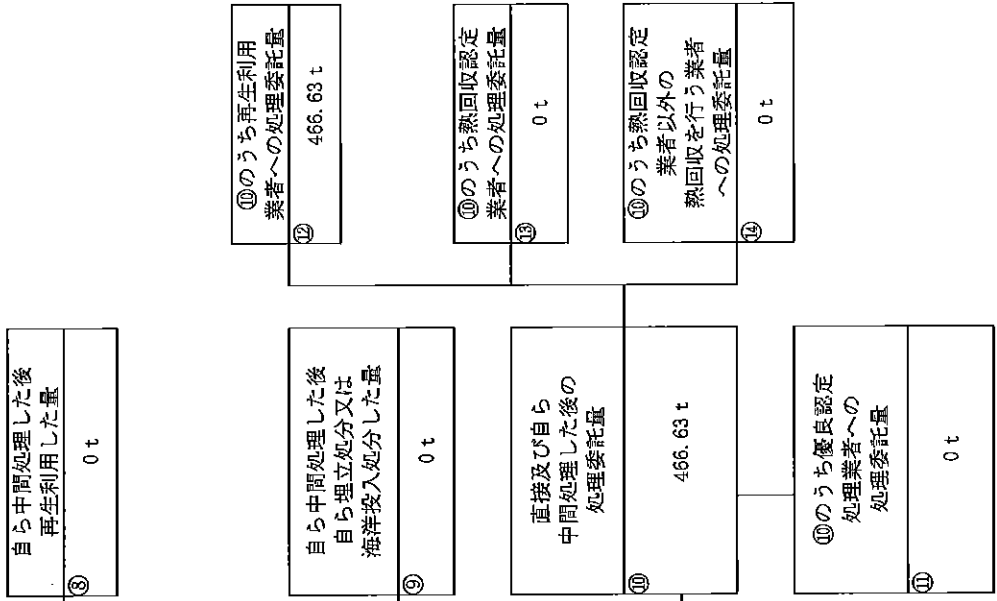 自ら中間処理した後
再生利用した量
⑧
0 t
自ら中間処理した後
自ら埋立処分又は
海洋投入処分した量
⑨
0 t
直接及び自ら
中間処理した後の
処理委託量
⑩
466.63 t
⑩のうち優良認定
処理業者への
処理委託量
⑪
0 t
⑩のうち再生利用
業者への処理委託量
⑫
466.63 t
⑩のうち熱回収認定
業者への処理委託量
⑬
0 t
⑩のうち熱回収認定
業者以外の
熱回収を行う業者
への処理委託量
⑭
0 t